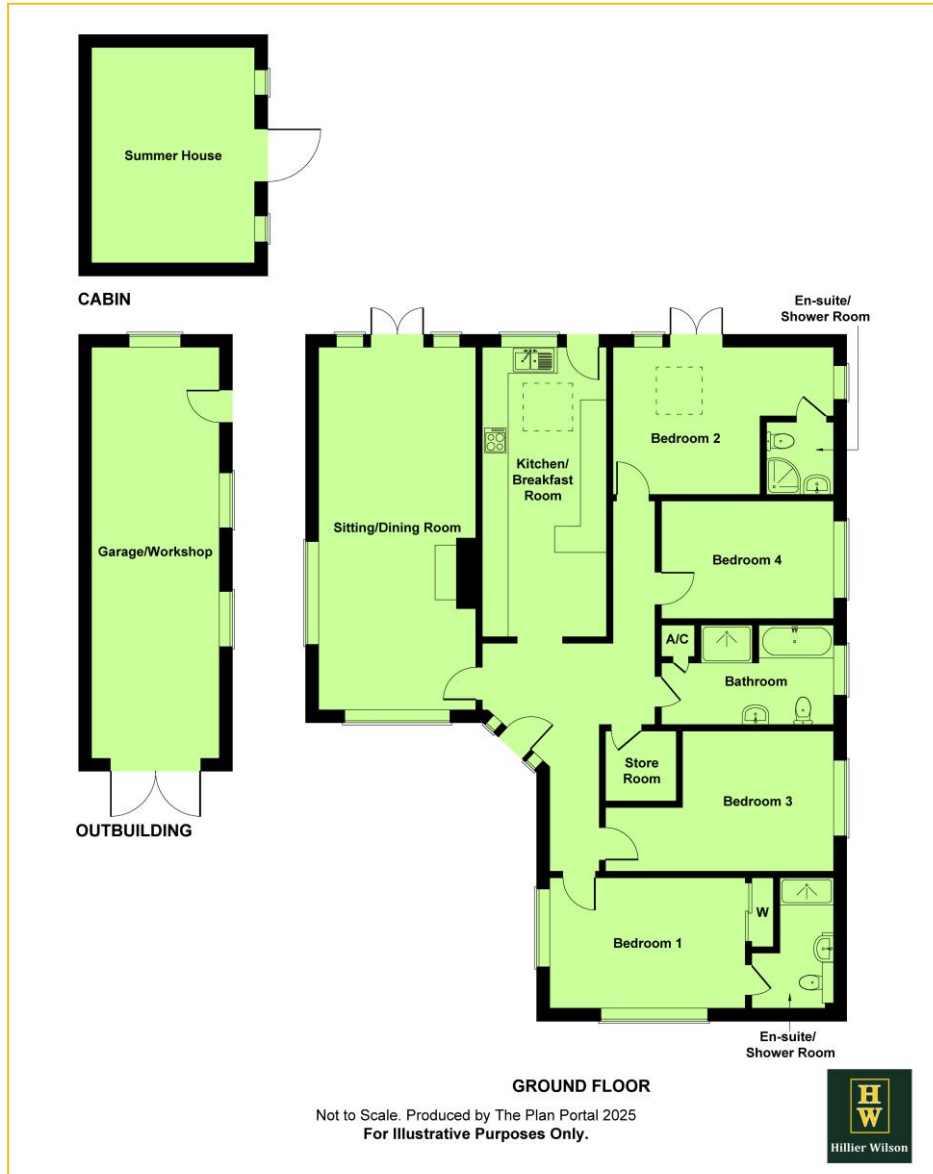 Summer House
CABIN
En-suite/
Shower Room
Bedroom 2
Kitchen/
Breakfast
Room
Sitting/Dining Room
Garage/Workshop
Bedroom 4
A/C
W
Bathroom
Store
Room
Bedroom 3
OUTBUILDING
W
Bedroom 1
En-suite/
Shower Room
GROUND FLOOR
Not to Scale. Produced by The Plan Portal 2025
For Illustrative Purposes Only.
H
W
Hillier Wilson